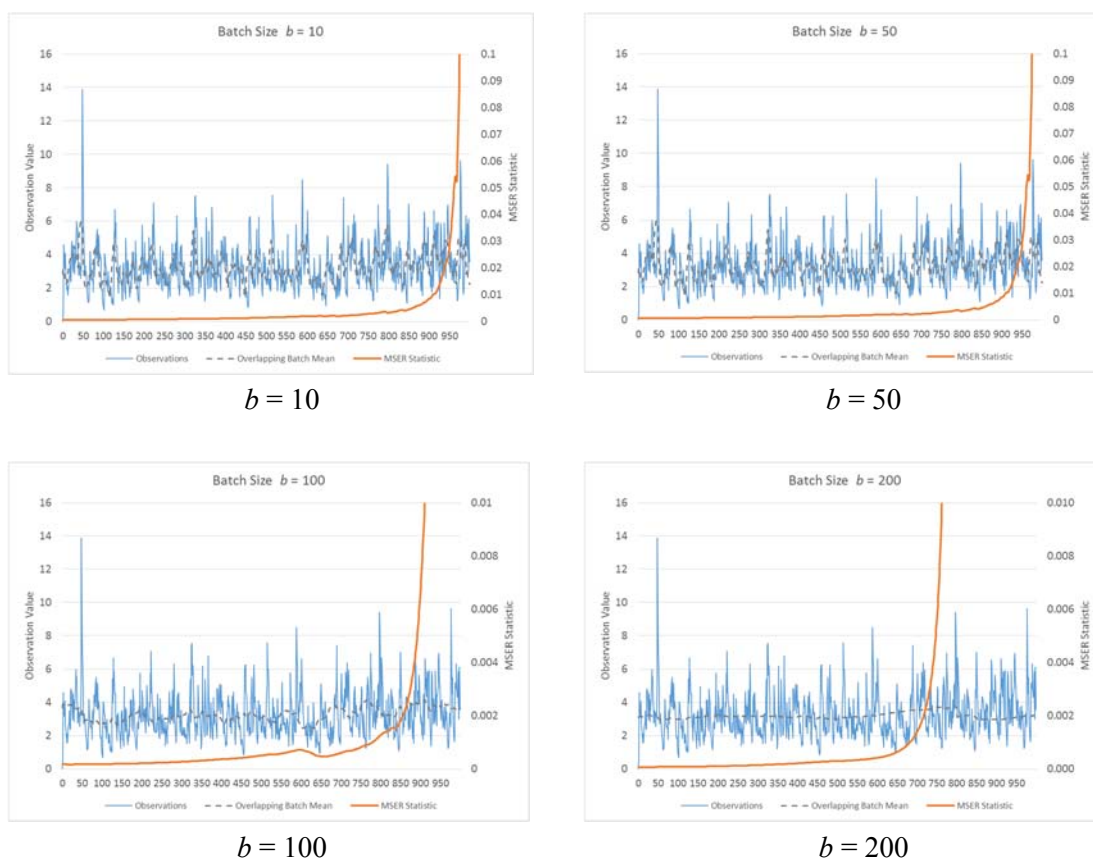 Batch Size b = 10
16
14
12
10
8
6
4
2
0
Observation Value
0.1
0.09
0.08
0.07
0.06
0.05
0.04
0.03
0.02
0.01
0
MSER Statistic
0 50 100 150 200 250 300 350 400 450 500 550 600 650 700 750 800 850 900 950
Observations Overlapping Batch Mean MSER Statistic
b = 10
Batch Size b = 50
16
14
12
10
8
6
4
2
0
Observation Value
0.1
0.09
0.08
0.07
0.06
0.05
0.04
0.03
0.02
0.01
0
MSER Statistic
0 50 100 150 200 250 300 350 400 450 500 550 600 650 700 750 800 850 900 950
Observations Overlapping Batch Mean MSER Statistic
b = 50
Batch Size b = 100
16
14
12
10
8
6
4
2
0
Observation Value
0.01
0.008
0.006
0.004
0.002
0
MSER Statistic
0 50 100 150 200 250 300 350 400 450 500 550 600 650 700 750 800 850 900 950
Observations Overlapping Batch Mean MSER Statistic
b = 100
Batch Size b = 200
16
14
12
10
8
6
4
2
0
Observation Value
0.010
0.008
0.006
0.004
0.002
0.000
MSER Statistic
0 50 100 150 200 250 300 350 400 450 500 550 600 650 700 750 800 850 900 950
Observations Overlapping Batch Mean MSER Statistic
b = 200